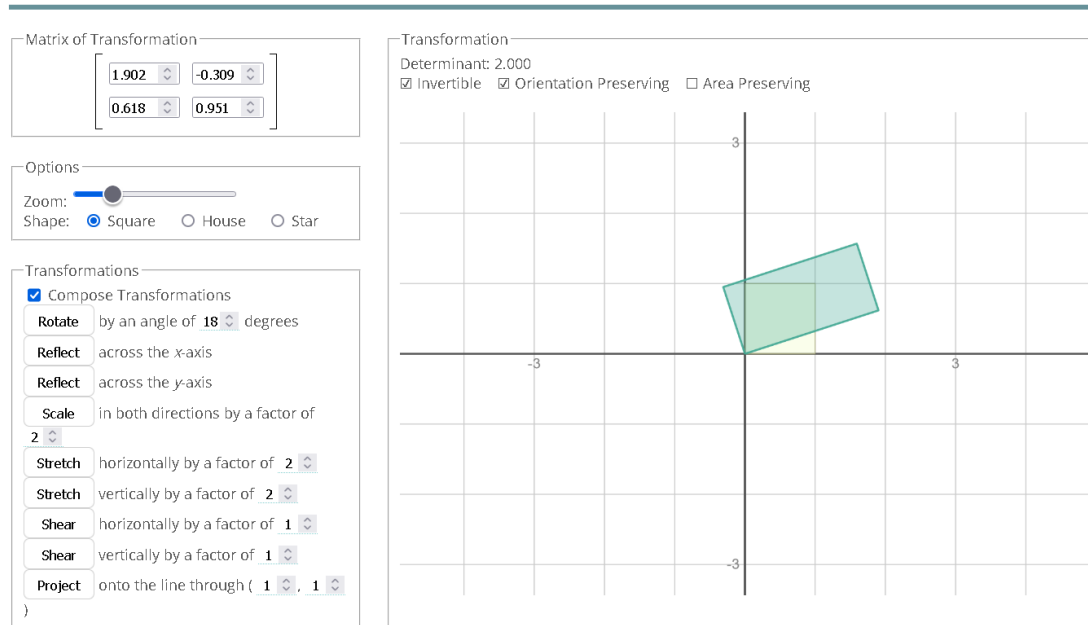 Matrix of Transformation
1.902 -0.309
0.618 0.951
Options
Zoom:
Shape: Square House Star
Transformations
Compose Transformations
Rotate by an angle of 18 degrees
Reflect across the x-axis
Reflect across the y-axis
Scale in both directions by a factor of
2
Stretch horizontally by a factor of 2
Stretch vertically by a factor of 2
Shear horizontally by a factor of 1
Shear vertically by a factor of 1
Project onto the line through ( 1 , 1
)
Transformation
Determinant: 2.000
Invertible Orientation Preserving Area Preserving
3
-3 3
-3